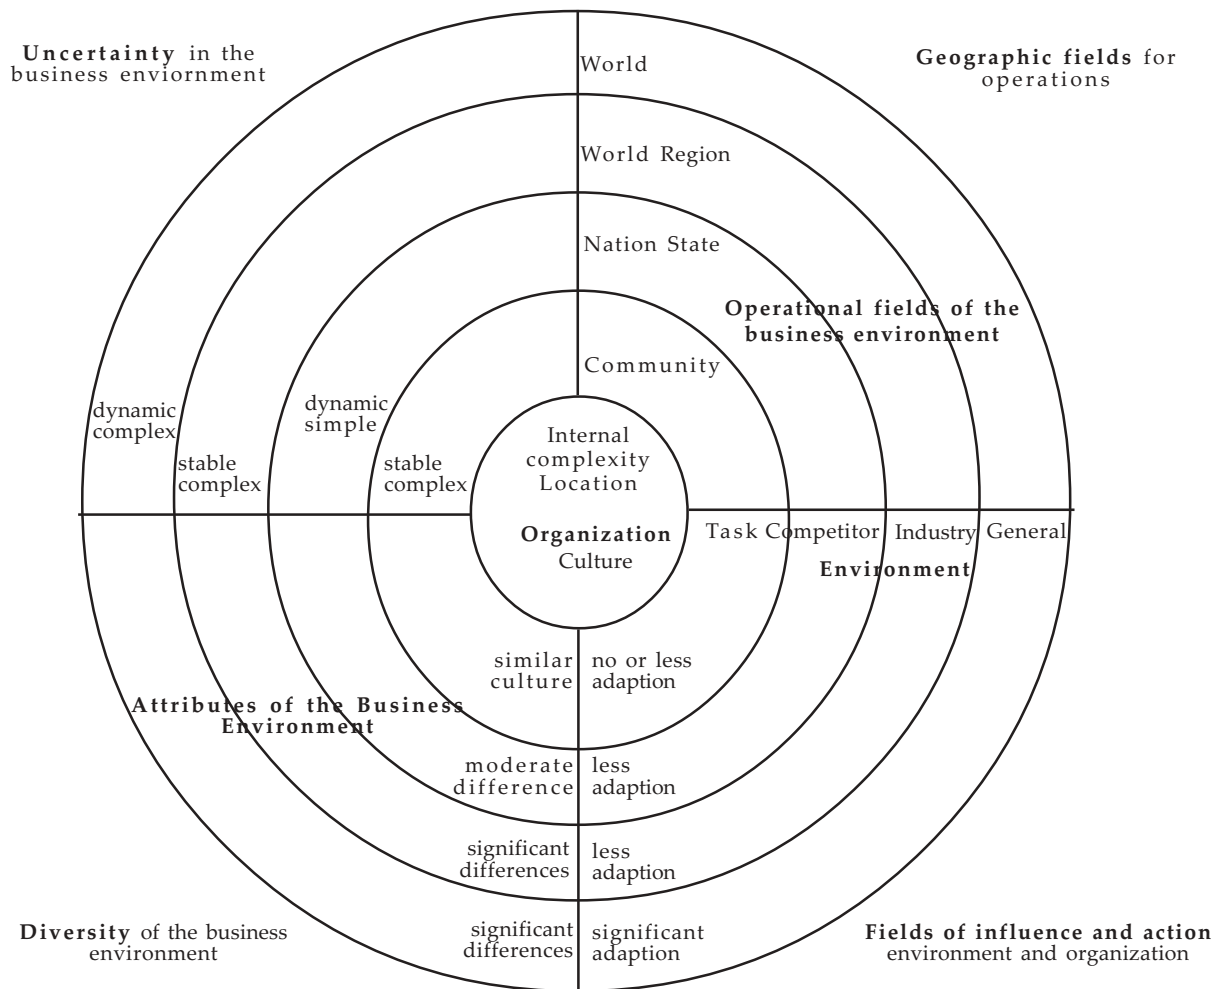 Uncertainty in the
business enviornment
Geographic fields for
operations
World
World Region
Nation State
Operational fields of the
business environment
Community
dynamic
complex
stable
complex
dynamic
simple
stable
complex
Internal
complexity
Location
Organization
Culture
Task Competitor Industry General
Environment
similar
culture
no or less
adaption
Attributes of the Business
Environment
moderate
difference
less
adaption
significant
differences
less
adaption
significant
differences
significant
adaption
Diversity of the business
environment
Fields of influence and action
environment and organization